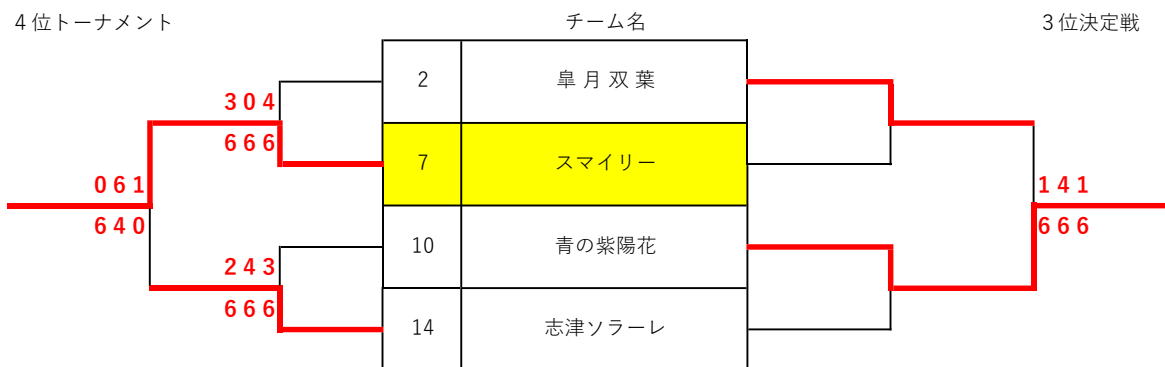 4位トーナメント
チーム名
3位決定戦
2 皐月双葉
304
666
7 スマイリー
061
640
141
666
10 青の紫陽花
243
666
14 志津ソラーレ